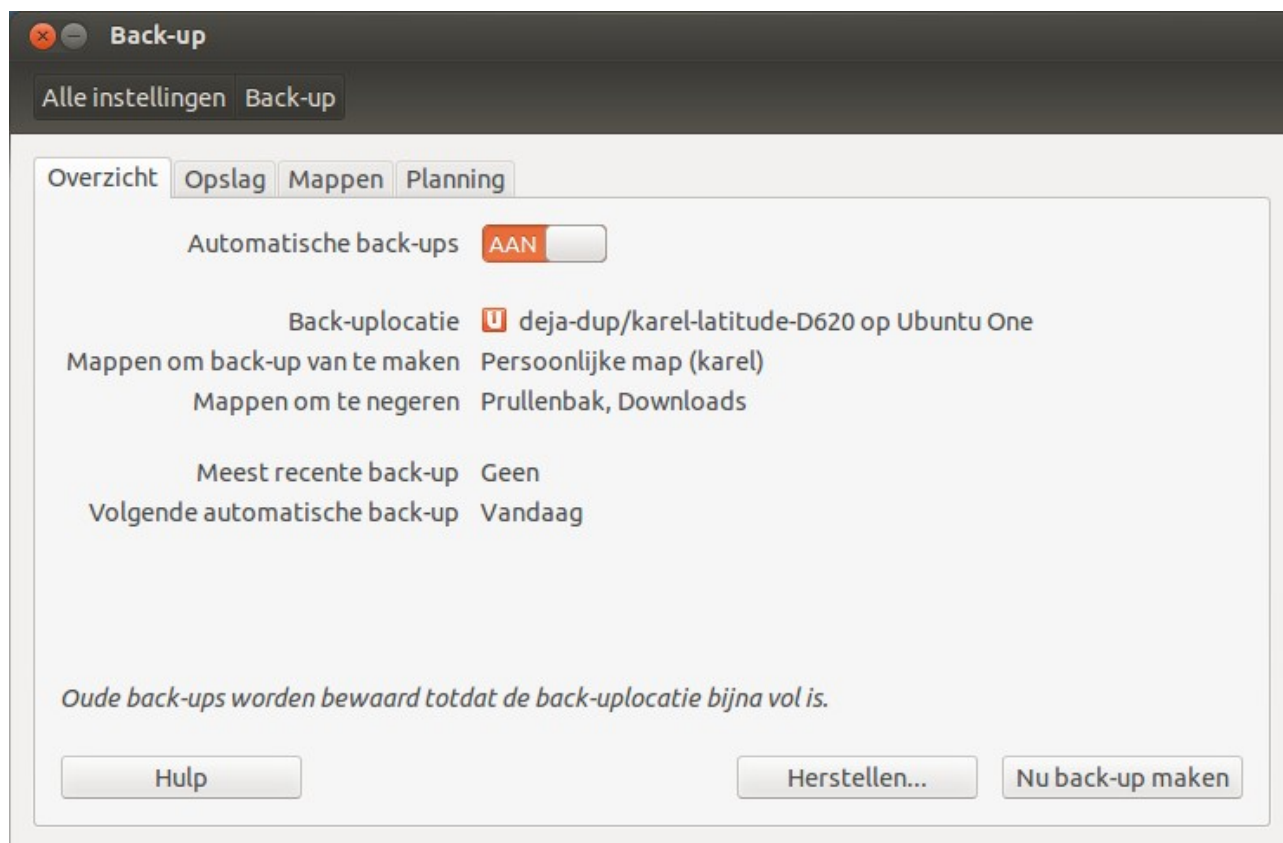 Back-up
Alle instellingen Back-up
Overzicht Opslag Mappen Planning
Automatische back-ups AAN
Back-uplocatie deja-dup/karel-latitude-D620 op Ubuntu One
Mappen om back-up van te maken Persoonlijke map (karel)
Mappen om te negeren Prullenbak, Downloads
Meest recente back-up Geen
Volgende automatische back-up Vandaag
Oude back-ups worden bewaard totdat de back-uplocatie bijna vol is.
Hulp Herstellen... Nu back-up maken